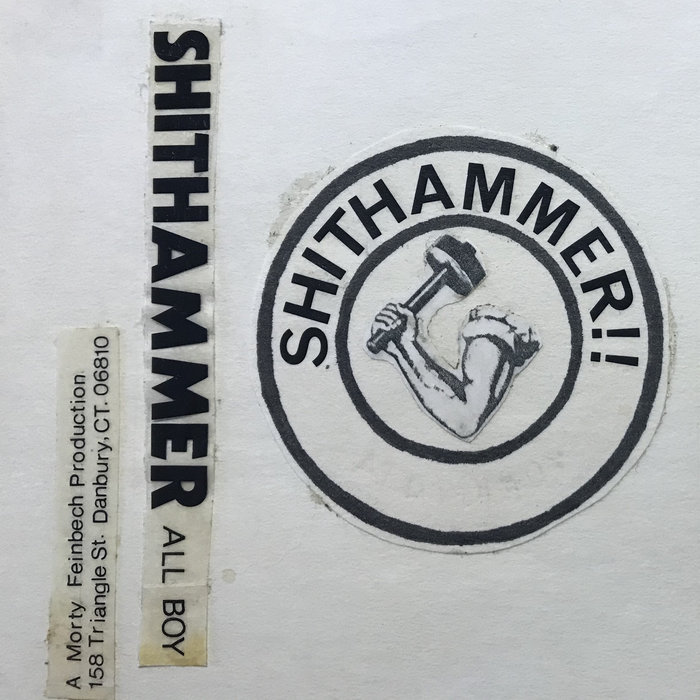 SHITHAMMER ALL BOY
A Morty Feinbech Production
158 Triangle St. Danbury, CT. 06810
SHITHAMMER!!